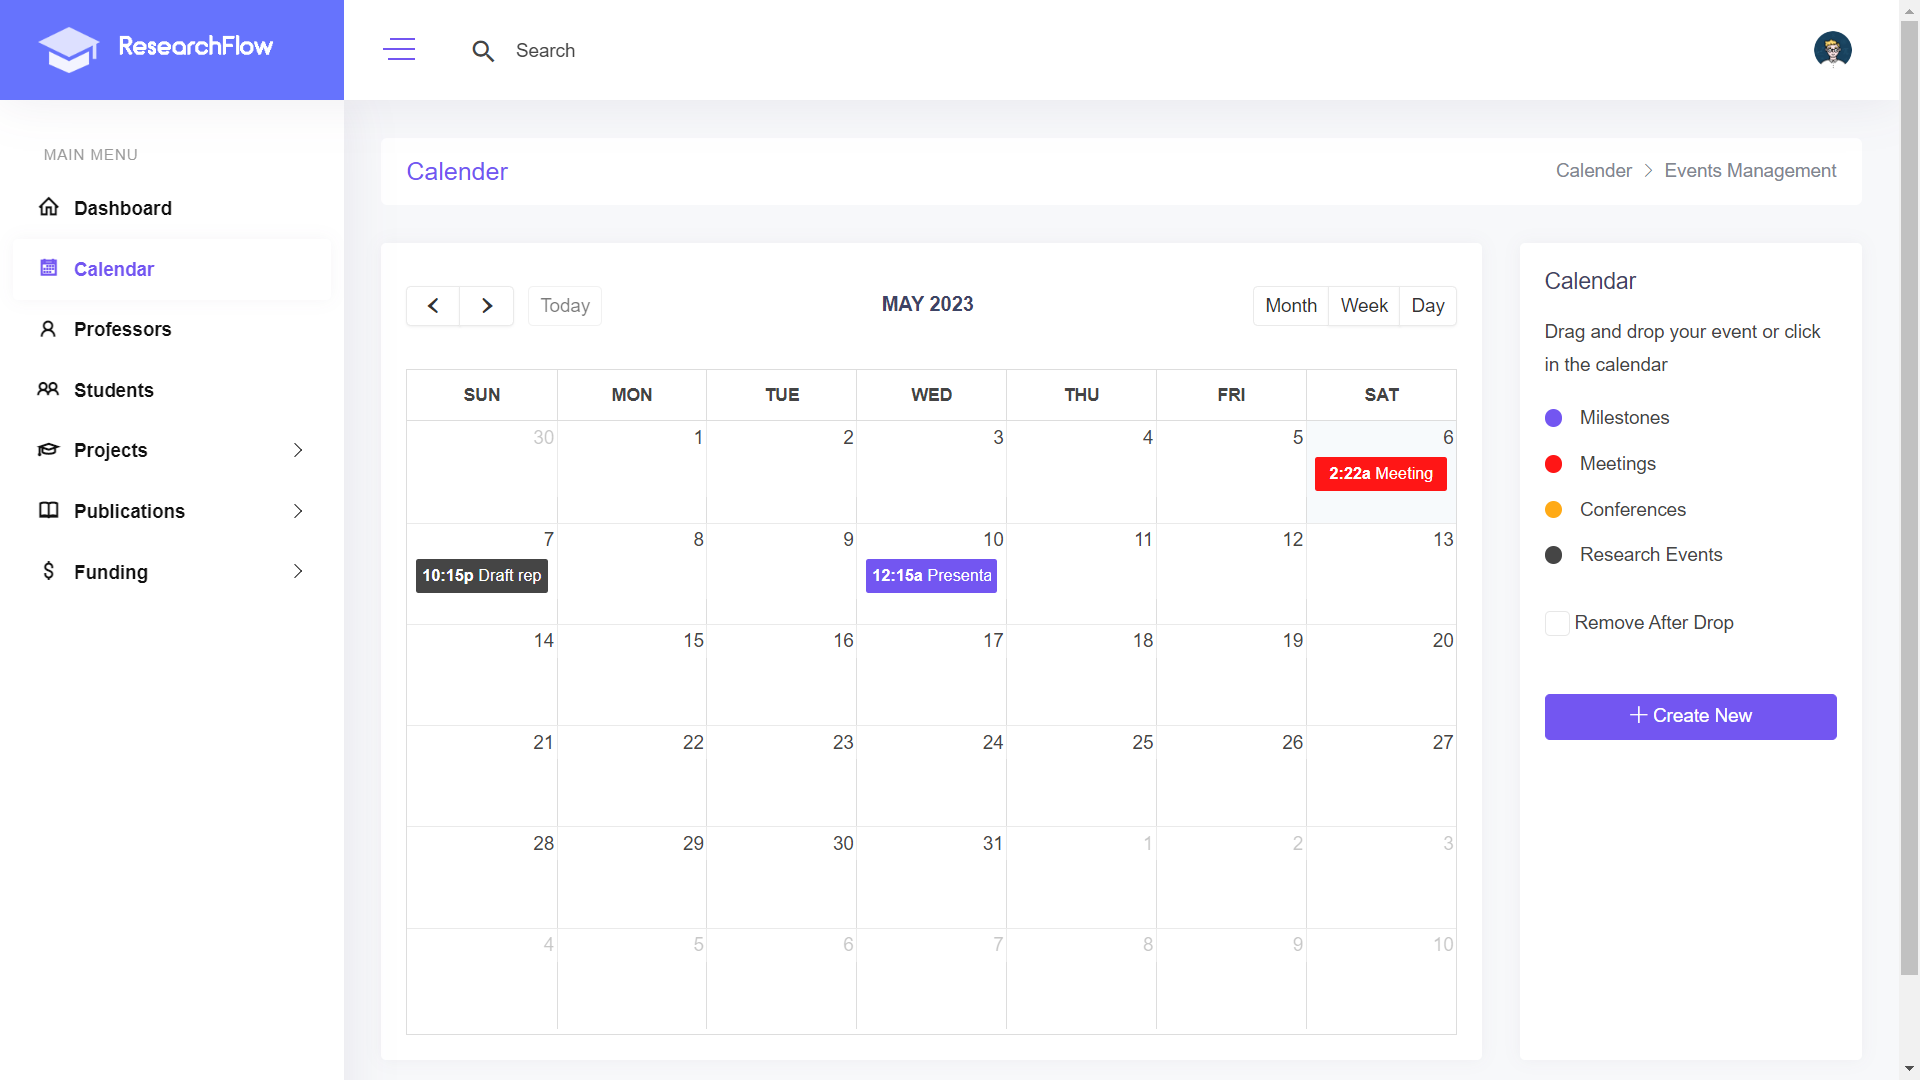 ResearchFlow
Search
MAIN MENU
Dashboard
Calendar
Professors
Students
Projects
Publications
Funding
Calender
Calender > Events Management
Today
MAY 2023
Month Week Day
SUN MON TUE WED THU FRI SAT
30 1 2 3 4 5 6
2:22a Meeting
7 8 9 10 11 12 13
10:15p Draft rep
12:15a Presenta
14 15 16 17 18 19 20
21 22 23 24 25 26 27
28 29 30 31 1 2 3
4 5 6 7 8 9 10
Calendar
Drag and drop your event or click
in the calendar
Milestones
Meetings
Conferences
Research Events
Remove After Drop
+ Create New